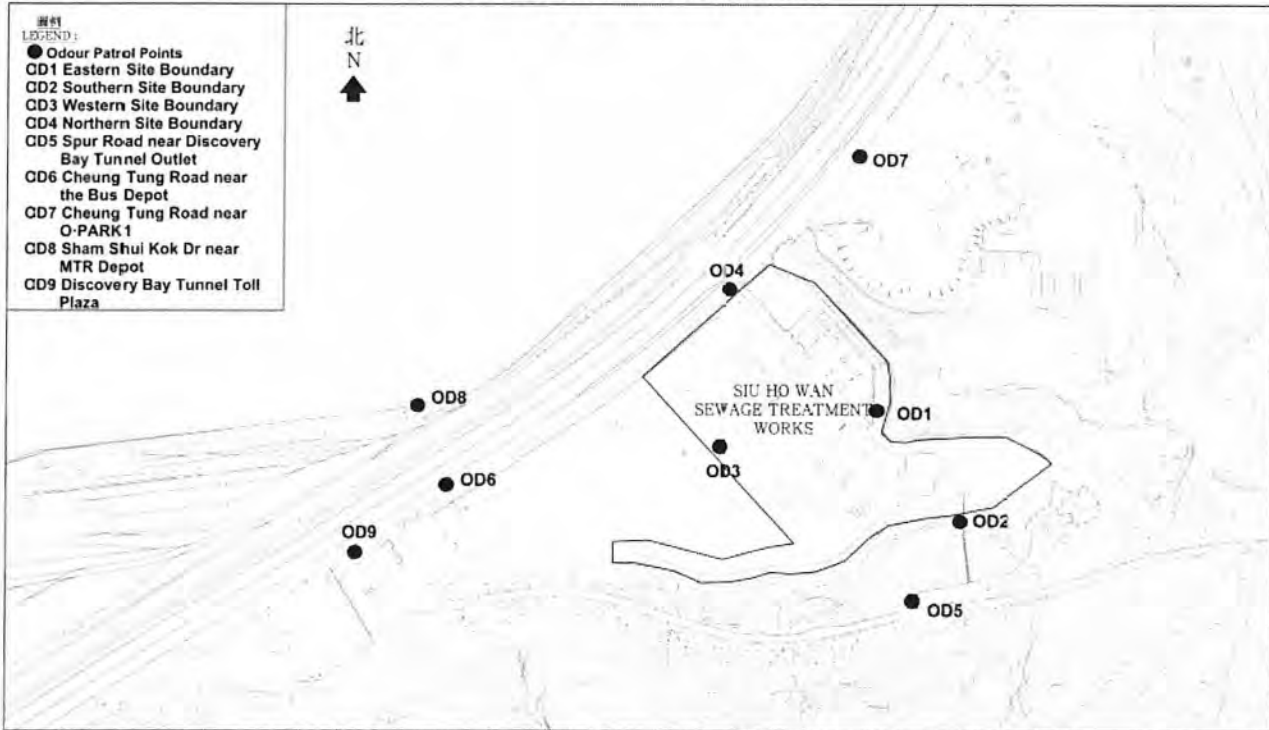 圖例
LEGEND :
Odour Patrol Points
OD1 Eastern Site Boundary
OD2 Southern Site Boundary
OD3 Western Site Boundary
OD4 Northern Site Boundary
OD5 Spur Road near Discovery
Bay Tunnel Outlet
OD6 Cheung Tung Road near
the Bus Depot
OD7 Cheung Tung Road near
O·PARK1
OD8 Sham Shui Kok Dr near
MTR Depot
OD9 Discovery Bay Tunnel Toll
Plaza
北
N
OD7
OD4
OD8
SIU HO WAN
SEWAGE TREATMENT
WORKS
OD1
OD3
OD6
OD2
OD9
OD5